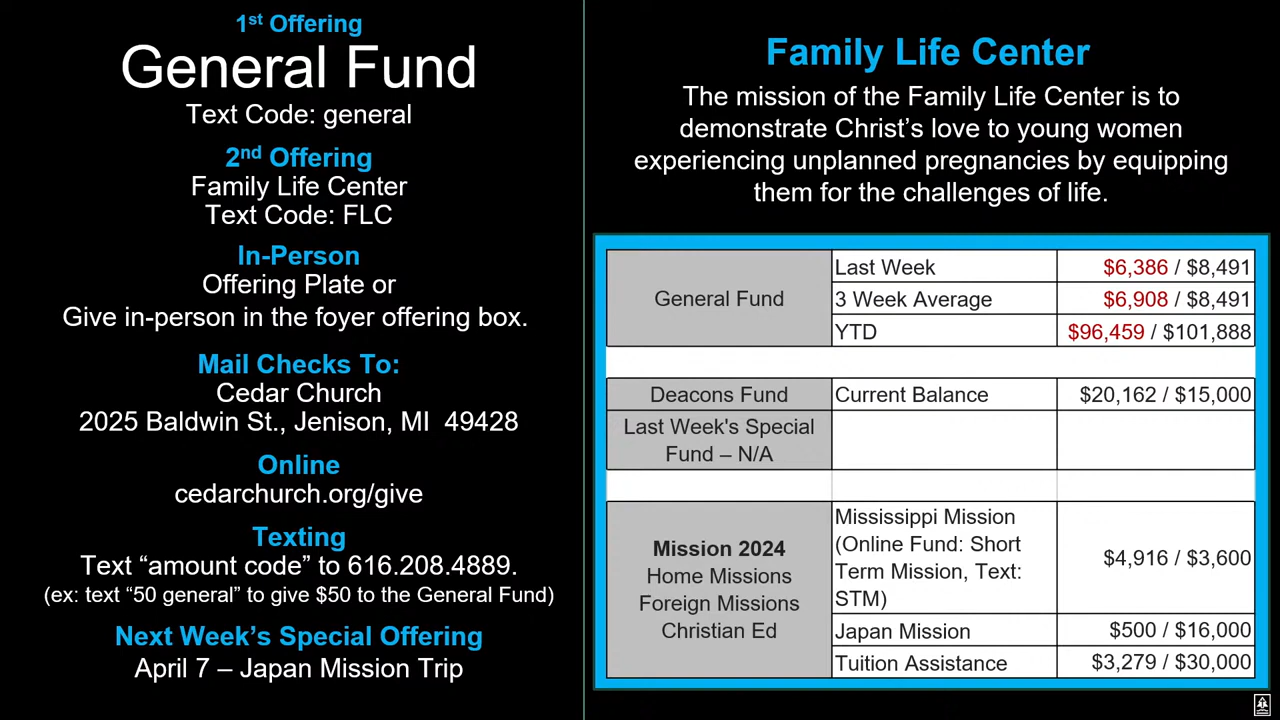 1st Offering
General Fund
Text Code: general
2nd Offering
Family Life Center
Text Code: FLC
In-Person
Offering Plate or
Give in-person in the foyer offering box.
Mail Checks To:
Cedar Church
2025 Baldwin St., Jenison, MI 49428
Online
cedarchurch.org/give
Texting
Text “amount code” to 616.208.4889.
(ex: text “50 general” to give $50 to the General Fund)
Next Week’s Special Offering
April 7 – Japan Mission Trip
Family Life Center
The mission of the Family Life Center is to
demonstrate Christ’s love to young women
experiencing unplanned pregnancies by equipping
them for the challenges of life.
General Fund
Last Week $6,386 / $8,491
3 Week Average $6,908 / $8,491
YTD $96,459 / $101,888
Deacons Fund Current Balance $20,162 / $15,000
Last Week's Special
Fund – N/A
Mission 2024
Home Missions
Foreign Missions
Christian Ed
Mississippi Mission
(Online Fund: Short
Term Mission, Text:
STM)
$4,916 / $3,600
Japan Mission $500 / $16,000
Tuition Assistance $3,279 / $30,000